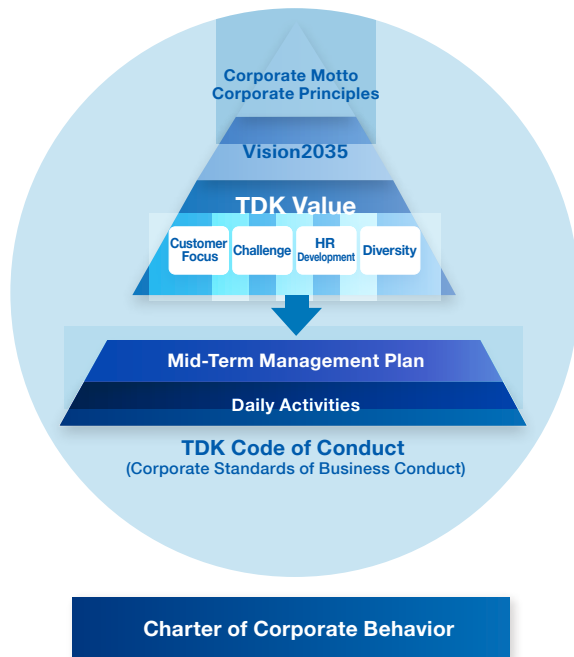 Corporate Motto
Corporate Principles
Vision2035
TDK Value
Customer Focus
Challenge
HR Development
Diversity
Mid-Term Management Plan
Daily Activities
TDK Code of Conduct
(Corporate Standards of Business Conduct)
Charter of Corporate Behavior